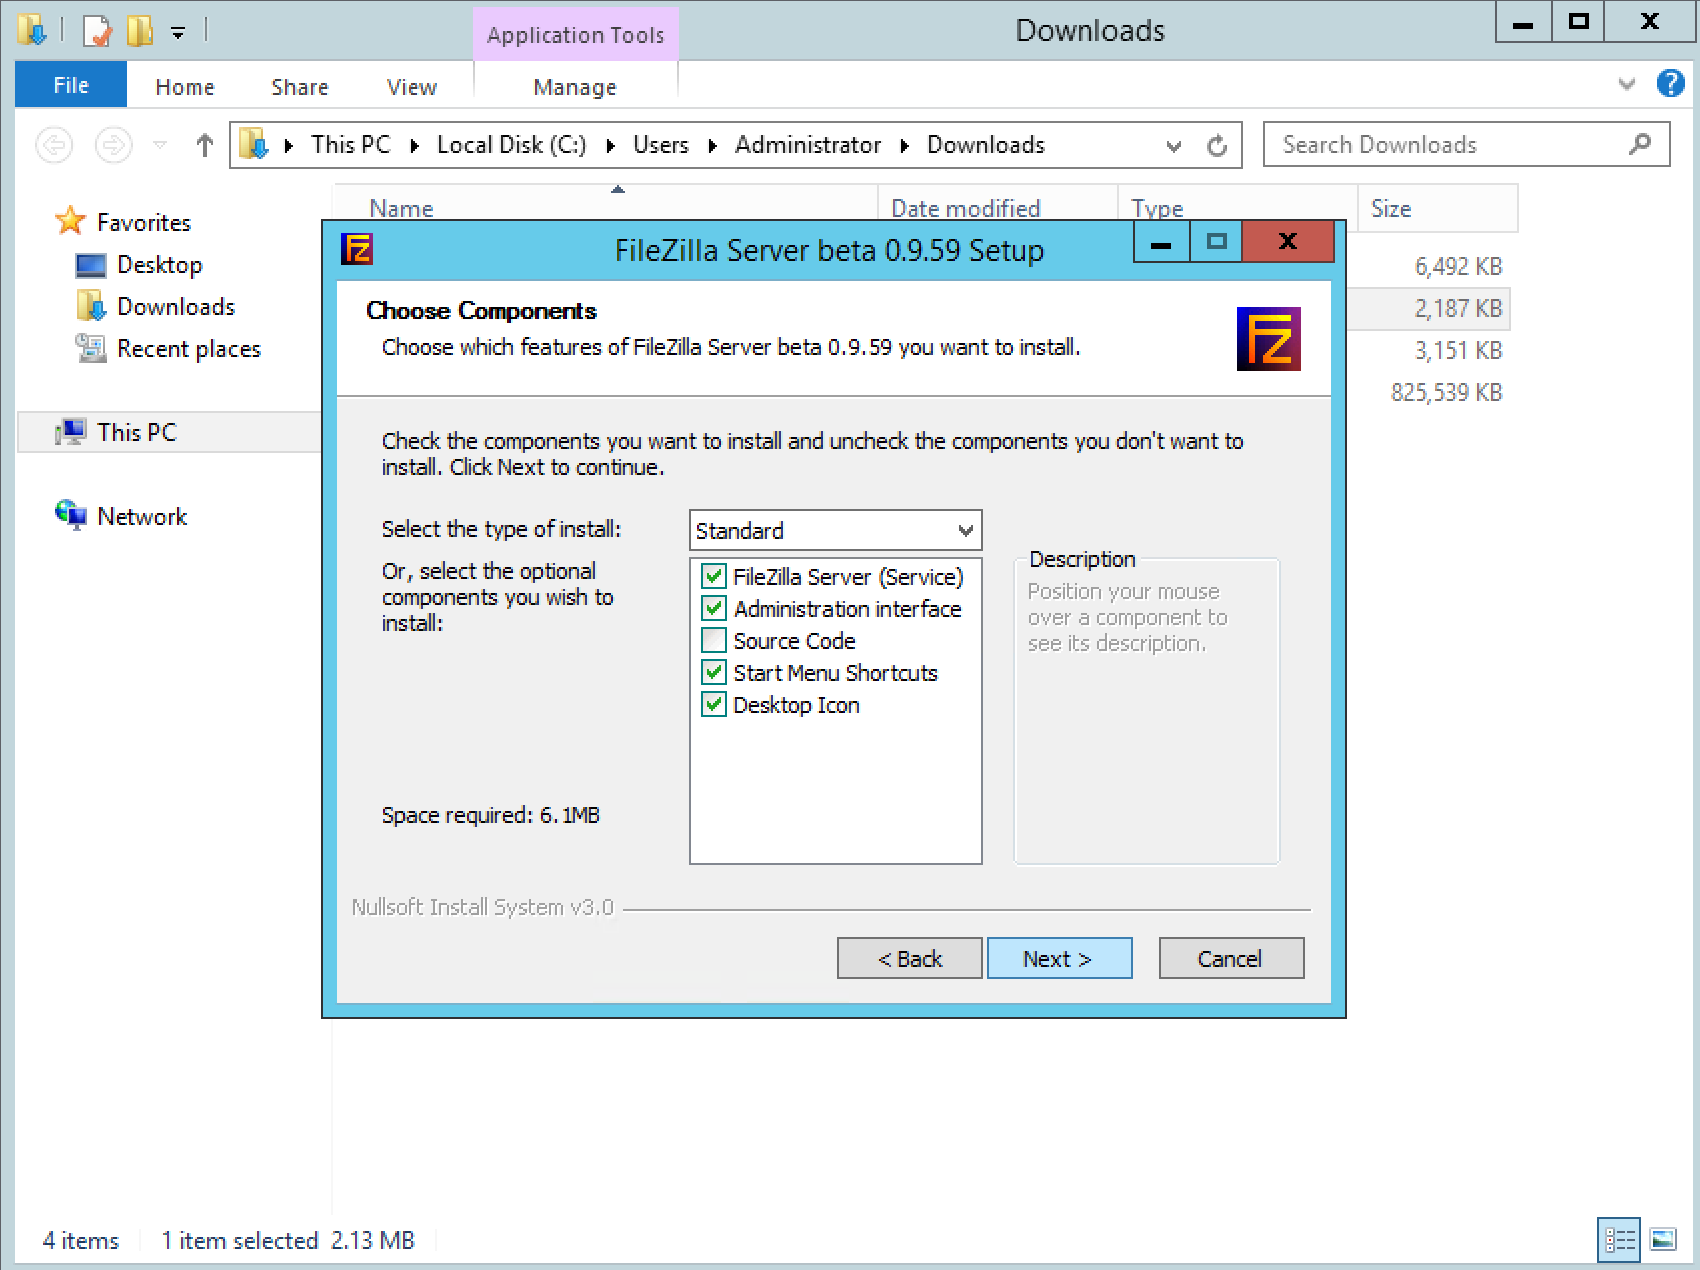 Application Tools
Downloads
File
Home
Share
View
Manage
This PC
Local Disk (C:)
Users
Administrator
Downloads
Search Downloads
Name
Date modified
Type
Size
Favorites
Desktop
Downloads
Recent places
This PC
Network
6,492 KB
2,187 KB
3,151 KB
825,539 KB
FileZilla Server beta 0.9.59 Setup
Choose Components
Choose which features of FileZilla Server beta 0.9.59 you want to install.
Check the components you want to install and uncheck the components you don't want to
install. Click Next to continue.
Select the type of install:
Standard
Or, select the optional
components you wish to
install:
FileZilla Server (Service)
Administration interface
Source Code
Start Menu Shortcuts
Desktop Icon
Description
Position your mouse
over a component to
see its description.
Space required: 6.1MB
Nullsoft Install System v3.0
< Back
Next >
Cancel
4 items
1 item selected 2.13 MB